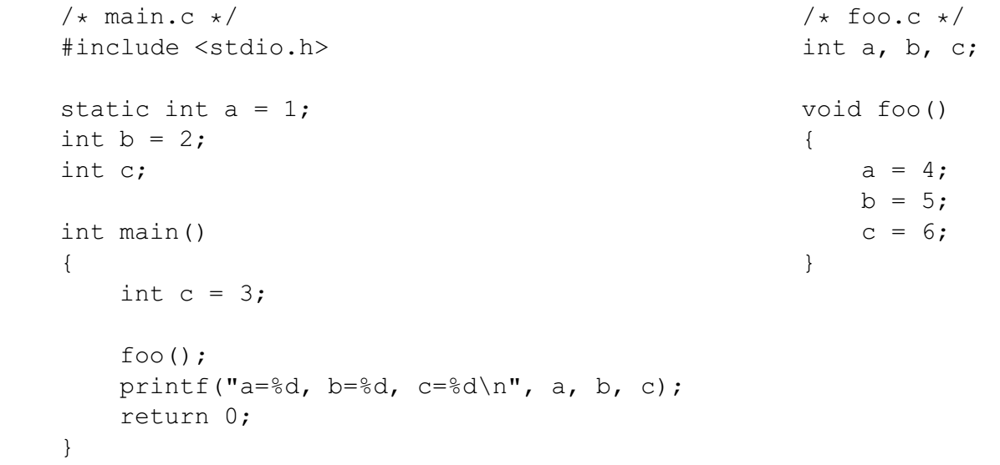 /* main.c */
#include <stdio.h>

static int a = 1;
int b = 2;
int c;

int main()
{
    int c = 3;

    foo();
    printf("a=%d, b=%d, c=%d\n", a, b, c);
    return 0;
}

/* foo.c */
int a, b, c;

void foo()
{
    a = 4;
    b = 5;
    c = 6;
}